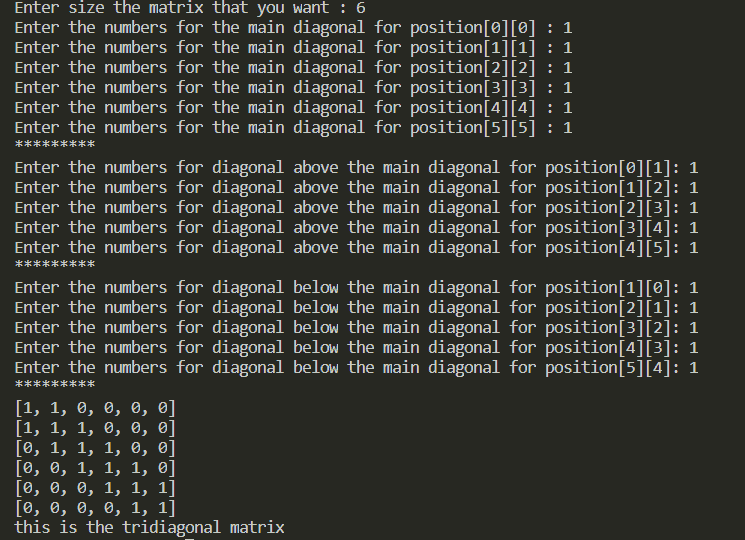 Enter size the matrix that you want : 6
Enter the numbers for the main diagonal for position[0][0] : 1
Enter the numbers for the main diagonal for position[1][1] : 1
Enter the numbers for the main diagonal for position[2][2] : 1
Enter the numbers for the main diagonal for position[3][3] : 1
Enter the numbers for the main diagonal for position[4][4] : 1
Enter the numbers for the main diagonal for position[5][5] : 1
*********
Enter the numbers for diagonal above the main diagonal for position[0][1]: 1
Enter the numbers for diagonal above the main diagonal for position[1][2]: 1
Enter the numbers for diagonal above the main diagonal for position[2][3]: 1
Enter the numbers for diagonal above the main diagonal for position[3][4]: 1
Enter the numbers for diagonal above the main diagonal for position[4][5]: 1
*********
Enter the numbers for diagonal below the main diagonal for position[1][0]: 1
Enter the numbers for diagonal below the main diagonal for position[2][1]: 1
Enter the numbers for diagonal below the main diagonal for position[3][2]: 1
Enter the numbers for diagonal below the main diagonal for position[4][3]: 1
Enter the numbers for diagonal below the main diagonal for position[5][4]: 1
*********
[1, 1, 0, 0, 0, 0]
[1, 1, 1, 0, 0, 0]
[0, 1, 1, 1, 0, 0]
[0, 0, 1, 1, 1, 0]
[0, 0, 0, 1, 1, 1]
[0, 0, 0, 0, 1, 1]
this is the tridiagonal matrix